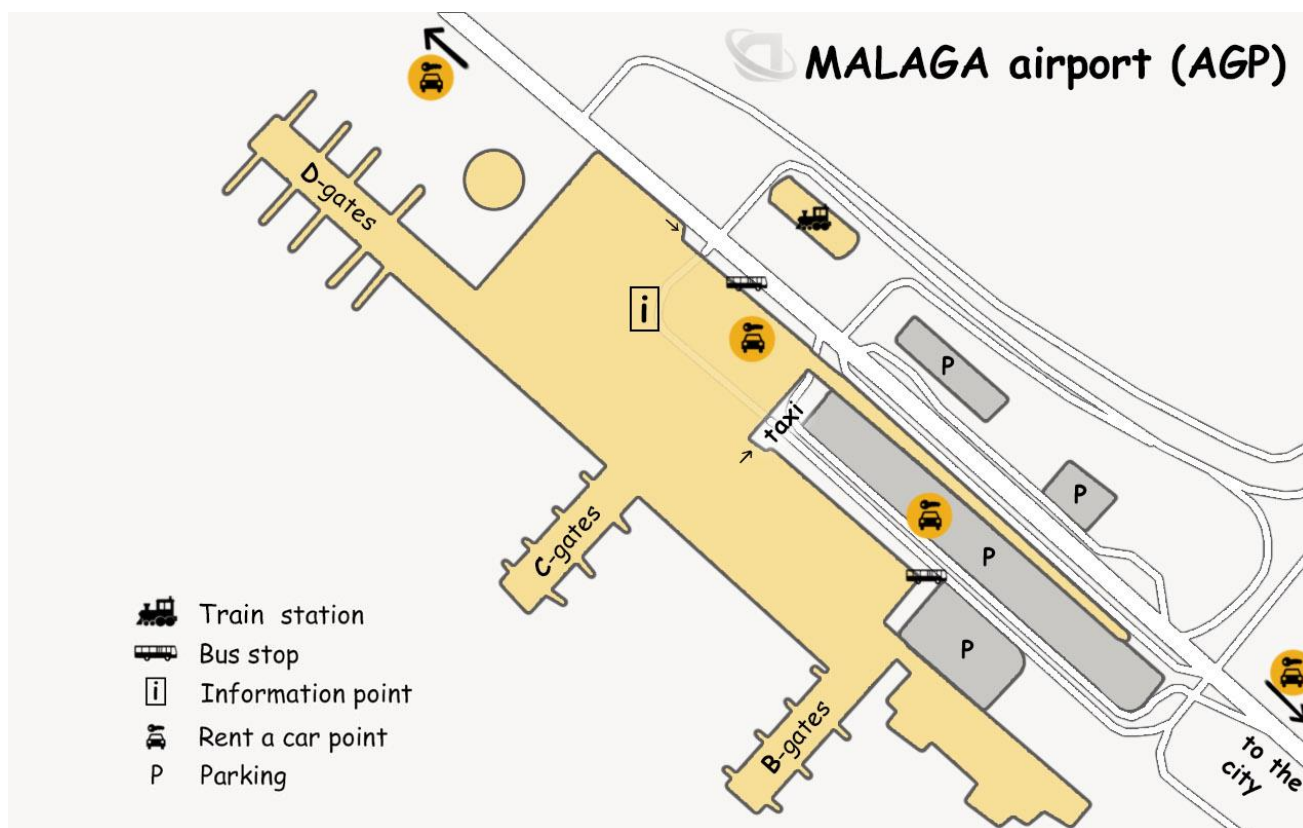 MALAGA airport (AGP)
D-gates
i
P
taxi
P
P
C-gates
P
B-gates
to the
city
Train station
Bus stop
i Information point
Rent a car point
P Parking